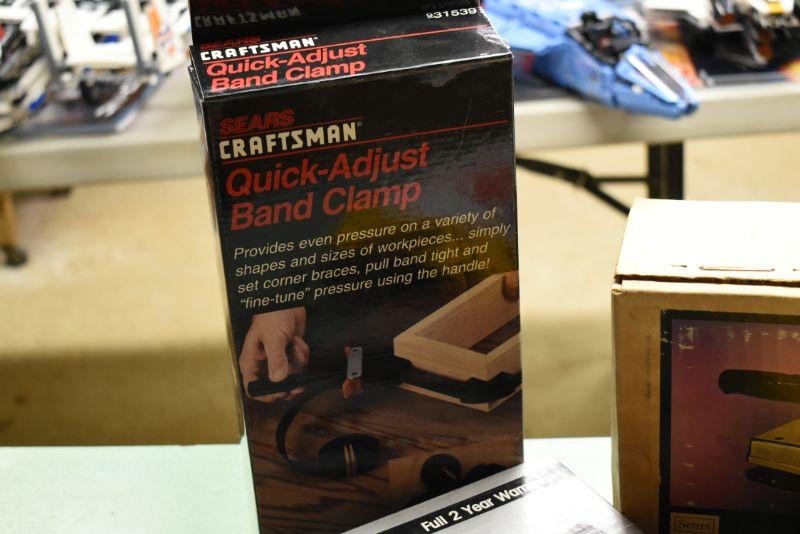 931539
SEARS
CRAFTSMAN
Quick-Adjust
Band Clamp
SEARS
CRAFTSMAN®
Quick-Adjust
Band Clamp
Provides even pressure on a variety of
shapes and sizes of workpieces... simply
set corner braces, pull band tight and
"fine-tune" pressure using the handle!
Full 2 Year
Sears